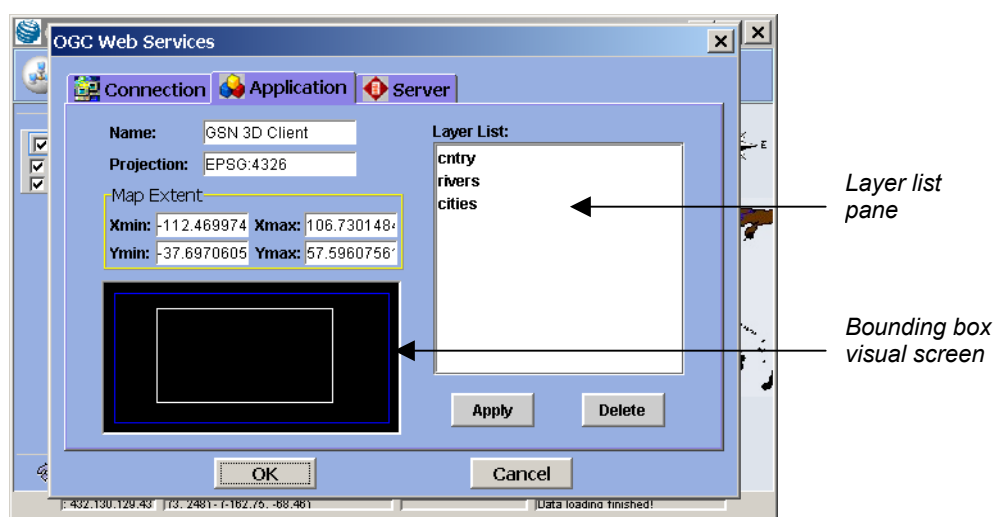 OGC Web Services
Connection Application Server
Name: GSN 3D Client
Projection: EPSG:4326
Map Extent
Xmin: -112.469974 Xmax: 106.7301484
Ymin: -37.6970605 Ymax: 57.5960756
Layer List:
cntry
rivers
cities
Apply Delete
OK Cancel
E
Layer list
pane
Bounding box
visual screen
Data loading finished!